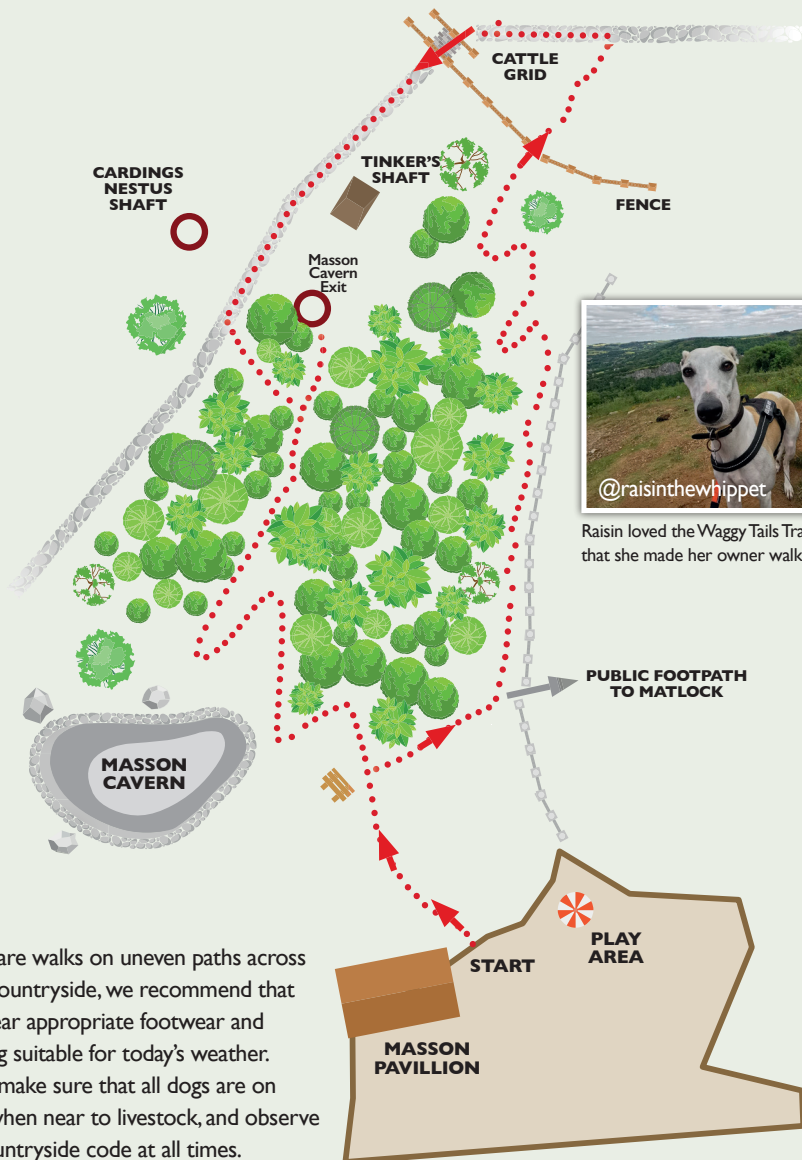 CATTLE
GRID
CARDINGS
NESTUS
SHAFT
TINKER'S
SHAFT
FENCE
Masson
Cavern
Exit
@raisinthewhippet
Raisin loved the Waggy Tails Tra
that she made her owner walk
PUBLIC FOOTPATH
TO MATLOCK
MASSON
CAVERN
PLAY
AREA
START
MASSON
PAVILLION
are walks on uneven paths across
ountryside, we recommend that
ear appropriate footwear and
g suitable for today's weather.
make sure that all dogs are on
when near to livestock, and observe
untryside code at all times.